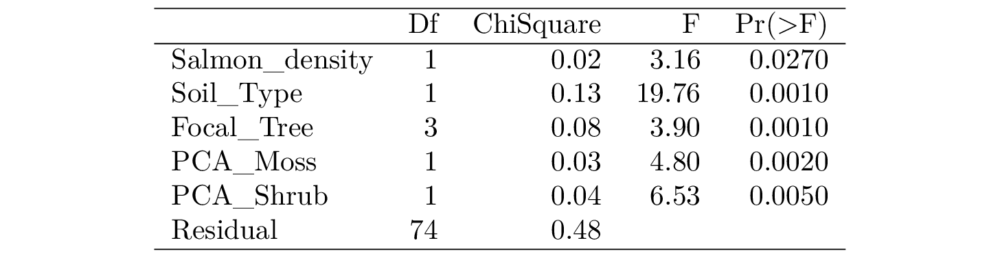 Df ChiSquare F Pr(>F)
Salmon_density 1 0.02 3.16 0.0270
Soil_Type 1 0.13 19.76 0.0010
Focal_Tree 3 0.08 3.90 0.0010
PCA_Moss 1 0.03 4.80 0.0020
PCA_Shrub 1 0.04 6.53 0.0050
Residual 74 0.48